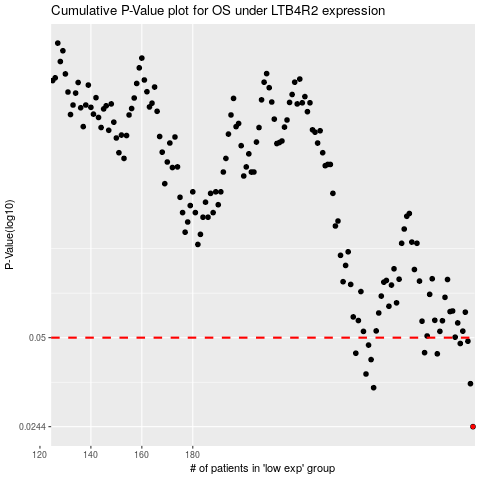 Cumulative P-Value plot for OS under LTB4R2 expression
P-Value(log10)
0.05
0.0244
120 140 160 180
# of patients in 'low exp' group